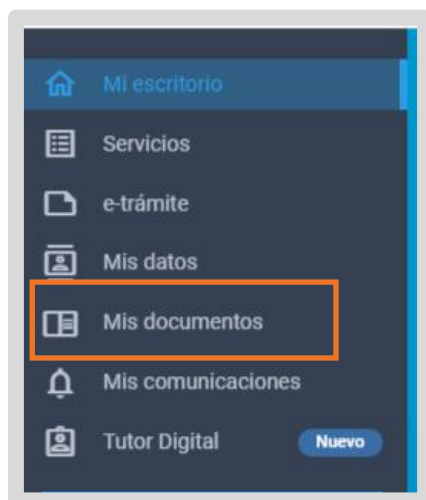 Mi escritorio
Servicios
e-trámite
Mis datos
Mis documentos
Mis comunicaciones
Tutor Digital Nuevo